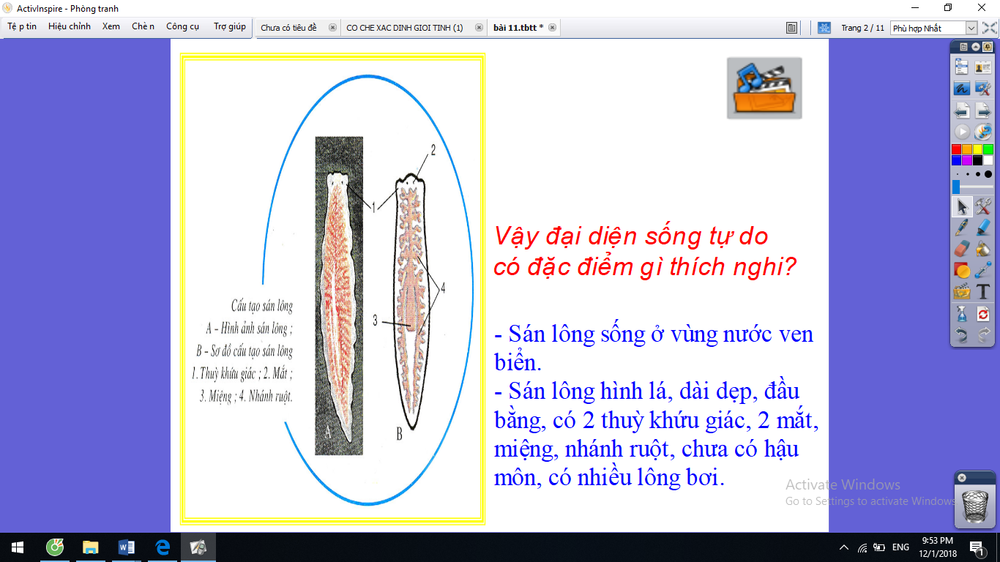 ActivInspire - Phòng tranh
Tệp tin Hiệu chỉnh Xem Chèn Công cụ Trợ giúp
Chưa có tiêu đề
CO CHE XAC DINH GIOI TINH (1)
bài 11.tbtt *
Trang 2 / 11
Phù hợp Nhất
2
1
4
3
A
B
Cấu tạo sán lông
A – Hình ảnh sán lông ;
B – Sơ đồ cấu tạo sán lông
1. Thuỳ khứu giác ; 2. Mắt ;
3. Miệng ; 4. Nhánh ruột.
Vậy đại diện sống tự do
có đặc điểm gì thích nghi?
- Sán lông sống ở vùng nước ven
biển.
- Sán lông hình lá, dài dẹp, đầu
bằng, có 2 thuỳ khứu giác, 2 mắt,
miệng, nhánh ruột, chưa có hậu
môn, có nhiều lông bơi.
Activate Windows
Go to Settings to activate Windows
T
ENG
9:53 PM
12/1/2018
1